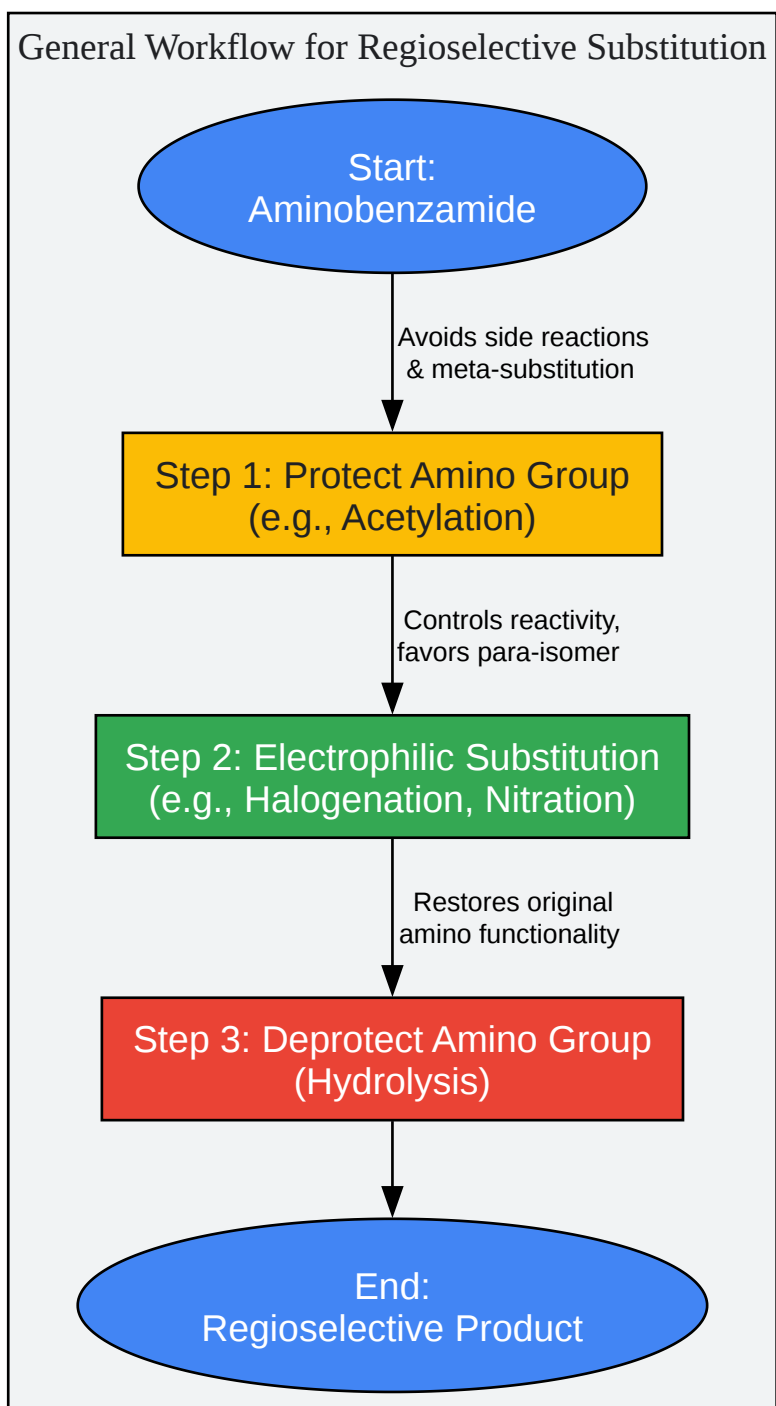 General Workflow for Regioselective Substitution
Start:
Aminobenzamide
Avoids side reactions
& meta-substitution
Step 1: Protect Amino Group
(e.g., Acetylation)
Controls reactivity,
favors para-isomer
Step 2: Electrophilic Substitution
(e.g., Halogenation, Nitration)
Restores original
amino functionality
Step 3: Deprotect Amino Group
(Hydrolysis)
End:
Regioselective Product